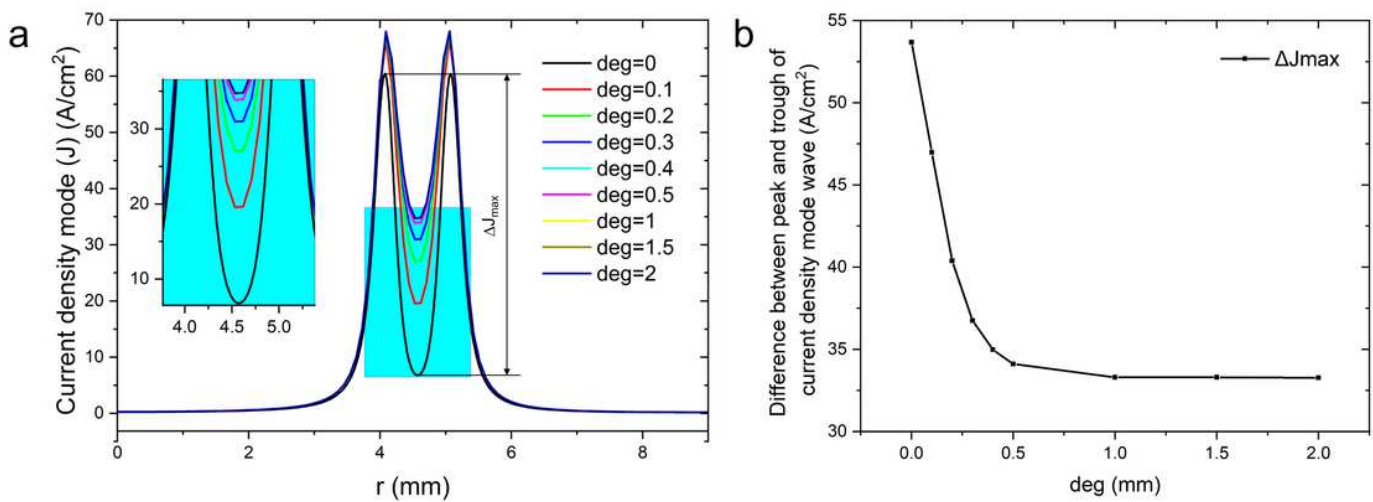 a
Current density mode (J) (A/cm²)
70
60
50
40
30
20
10
0
0 2 4 6 8
r (mm)
30
20
10
4.0 4.5 5.0
ΔJmax
deg=0
deg=0.1
deg=0.2
deg=0.3
deg=0.4
deg=0.5
deg=1
deg=1.5
deg=2
b
Difference between peak and trough of
current density mode wave (A/cm²)
55
50
45
40
35
30
0.0 0.5 1.0 1.5 2.0
deg (mm)
ΔJmax